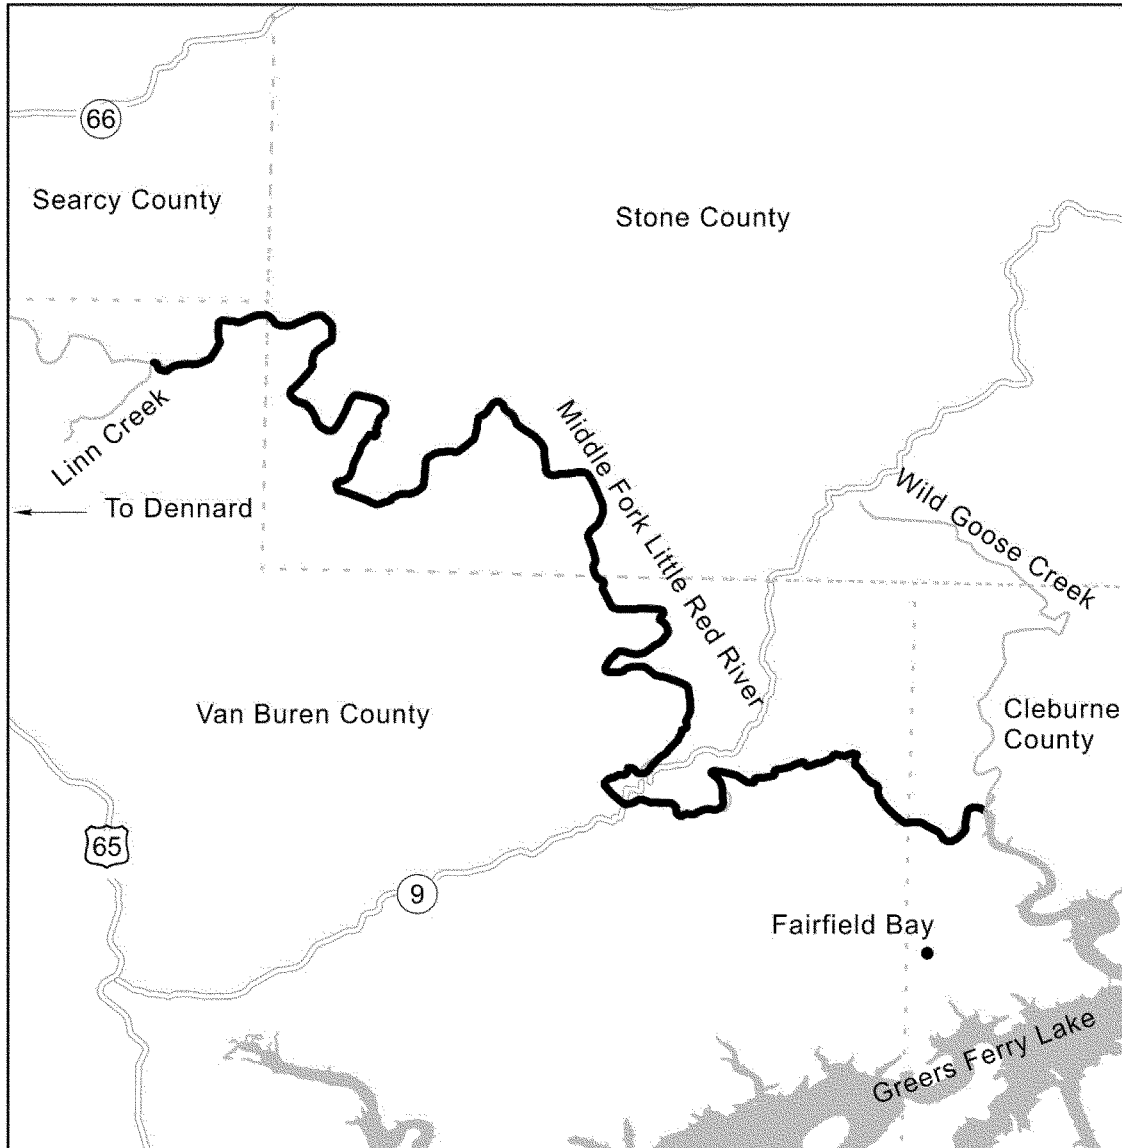 66
Searcy County
Stone County
Linn Creek
Middle Fork Little Red River
Wild Goose Creek
To Dennard
Van Buren County
Cleburne
County
65
9
Fairfield Bay
Greers Ferry Lake